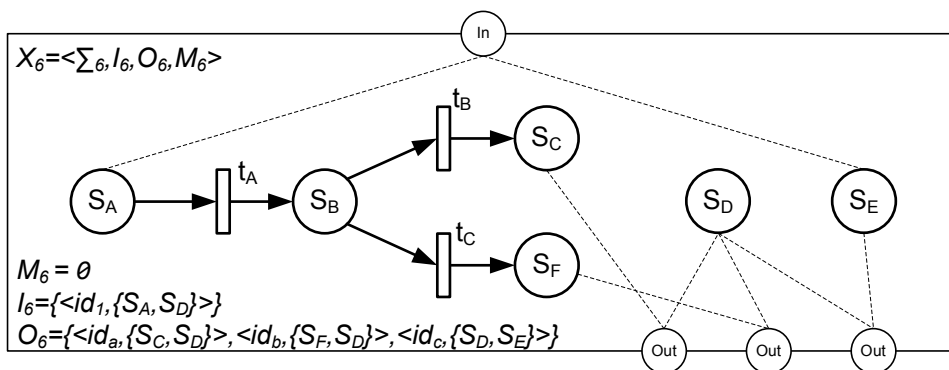 In
X6=<∑6,I6,O6,M6>
tB
SC
tA
SA
SB
SD
SE
tC
SF
M6 = ∅
I6={<id1,{SA,SD}>}
O6={<ida,{SC,SD}>,<idb,{SF,SD}>,<idc,{SD,SE}>}
Out
Out
Out